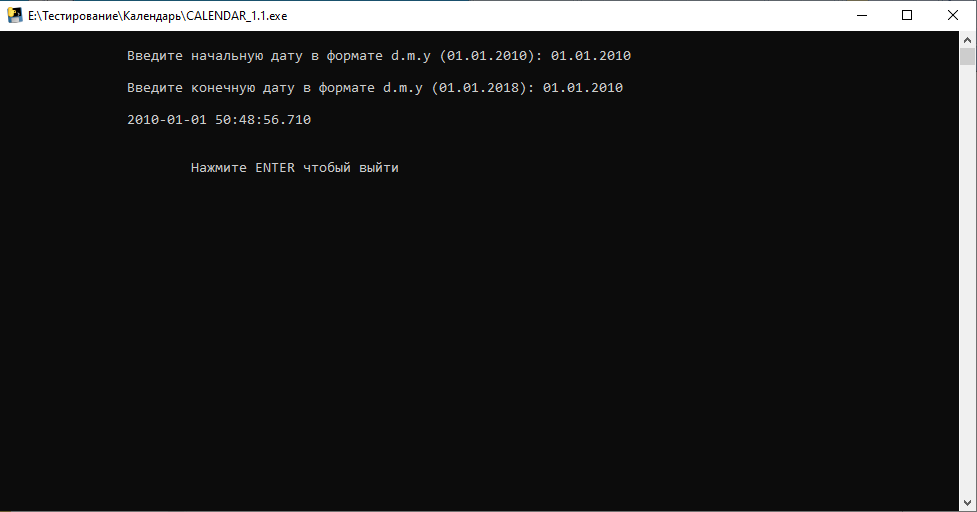 E:\Тестирование\Календарь\CALENDAR_1.1.exe
Введите начальную дату в формате d.m.y (01.01.2010): 01.01.2010
Введите конечную дату в формате d.m.y (01.01.2018): 01.01.2010
2010-01-01 50:48:56.710
Нажмите ENTER чтобый выйти